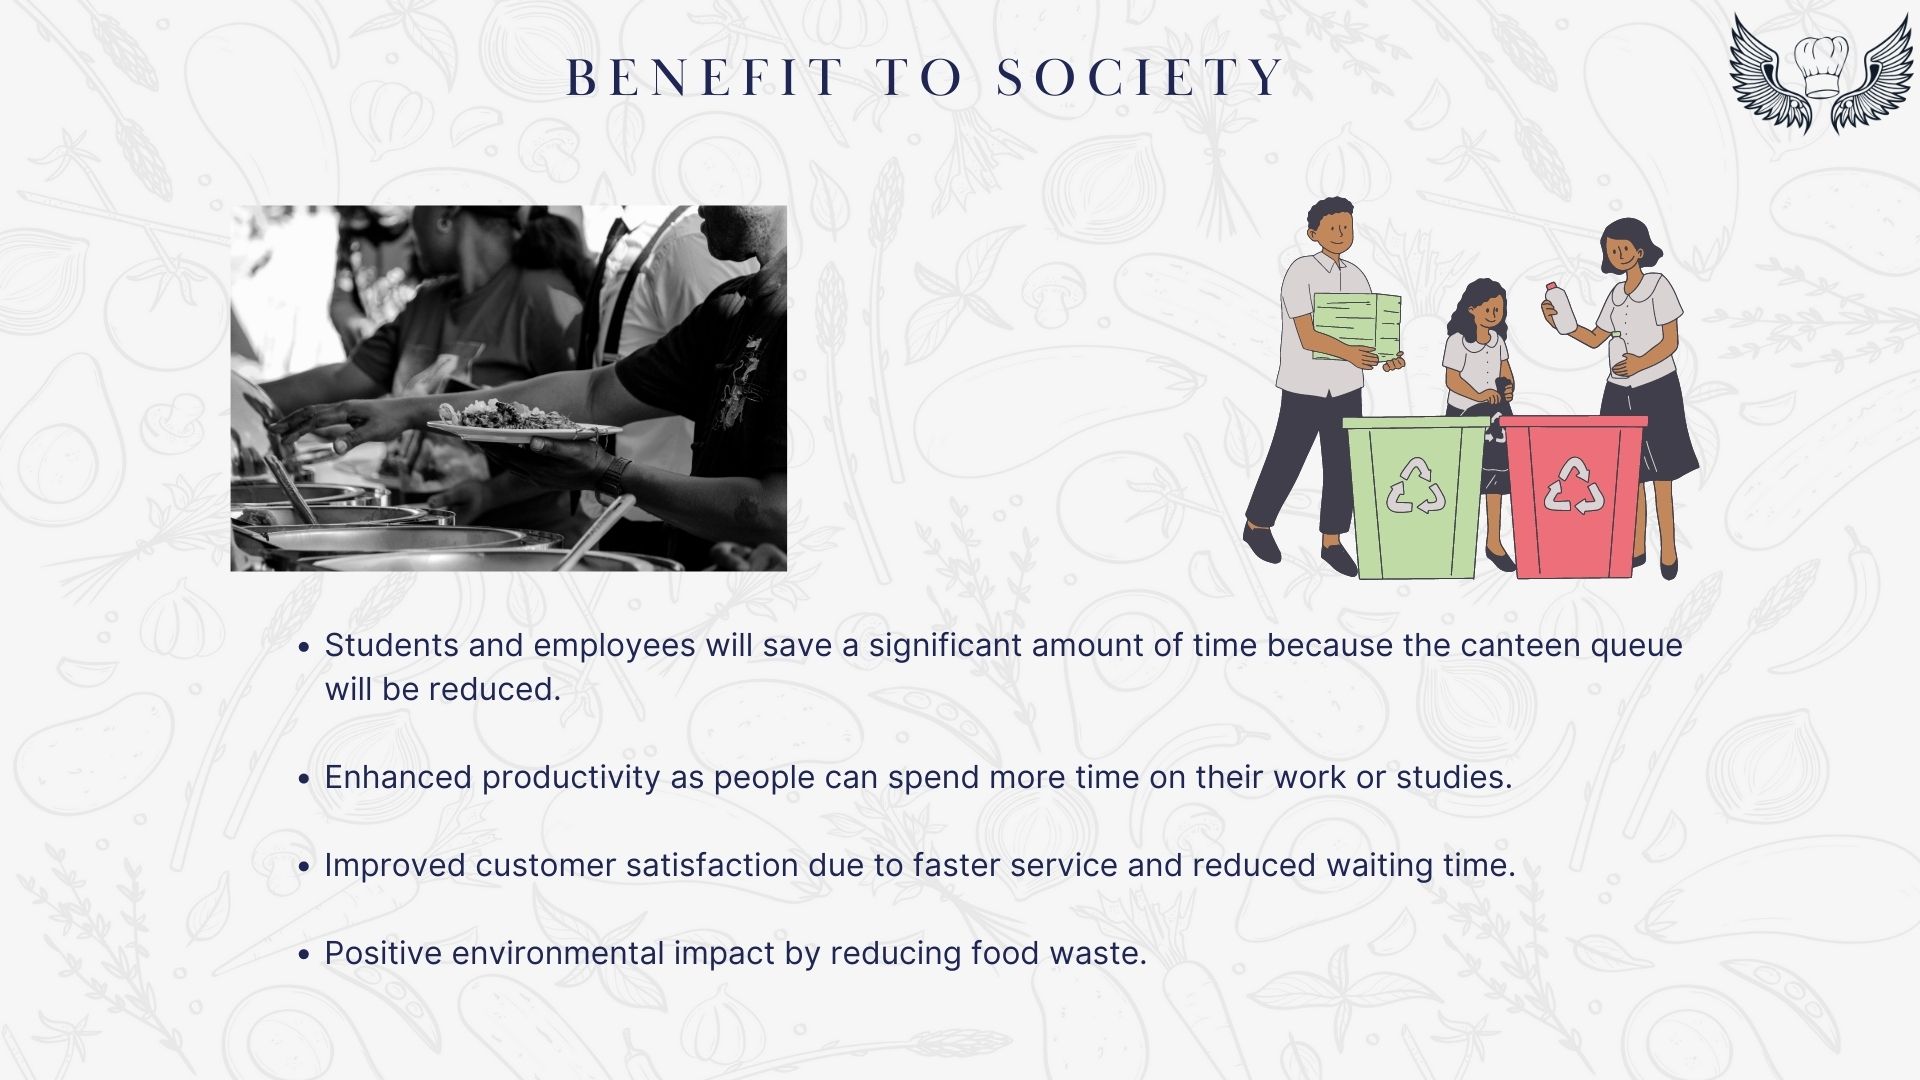 BENEFIT TO SOCIETY
• Students and employees will save a significant amount of time because the canteen queue
will be reduced.
• Enhanced productivity as people can spend more time on their work or studies.
• Improved customer satisfaction due to faster service and reduced waiting time.
• Positive environmental impact by reducing food waste.